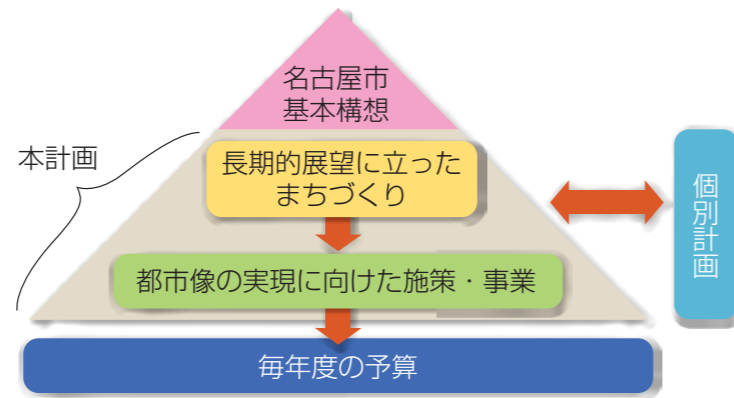 名古屋市
基本構想
本計画
長期的展望に立った
まちづくり
個別計画
都市像の実現に向けた施策・事業
毎年度の予算